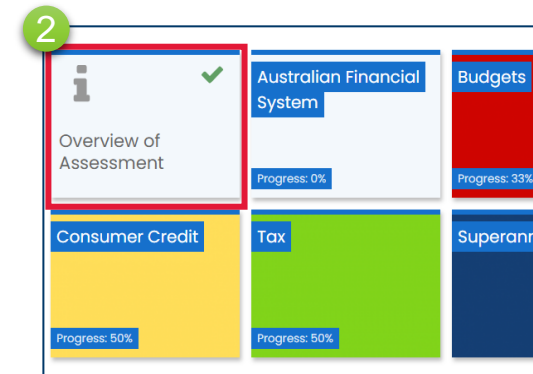 2
Overview of
Assessment
Australian Financial
System
Progress: 0%
Budgets
Progress: 33%
Consumer Credit
Progress: 50%
Tax
Progress: 50%
Superann